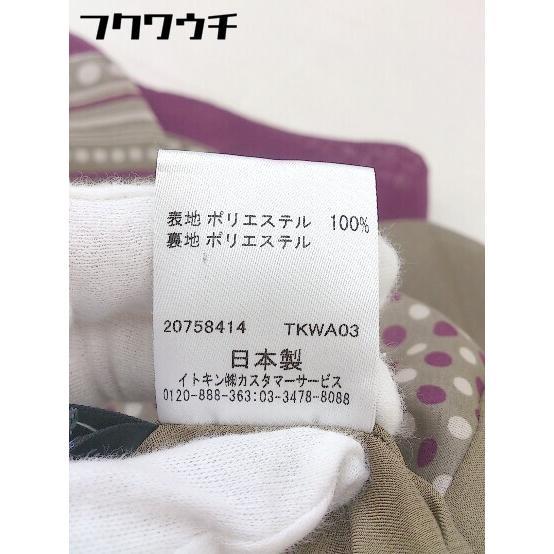 フクワウチ
表地 ポリエステル 100%
裏地 ポリエステル
20758414 TKWA03
日本製
イトキン㈱カスタマーサービス
0120-888-363:03-3478-8088